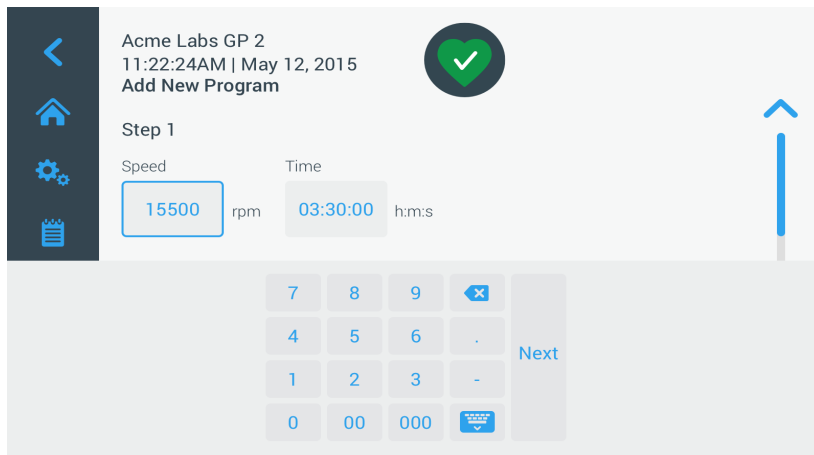 Acme Labs GP 2
11:22:24AM | May 12, 2015
Add New Program
Step 1
Speed Time
15500 rpm 03:30:00 h:m:s
7 8 9
4 5 6 .
Next
1 2 3 -
0 00 000